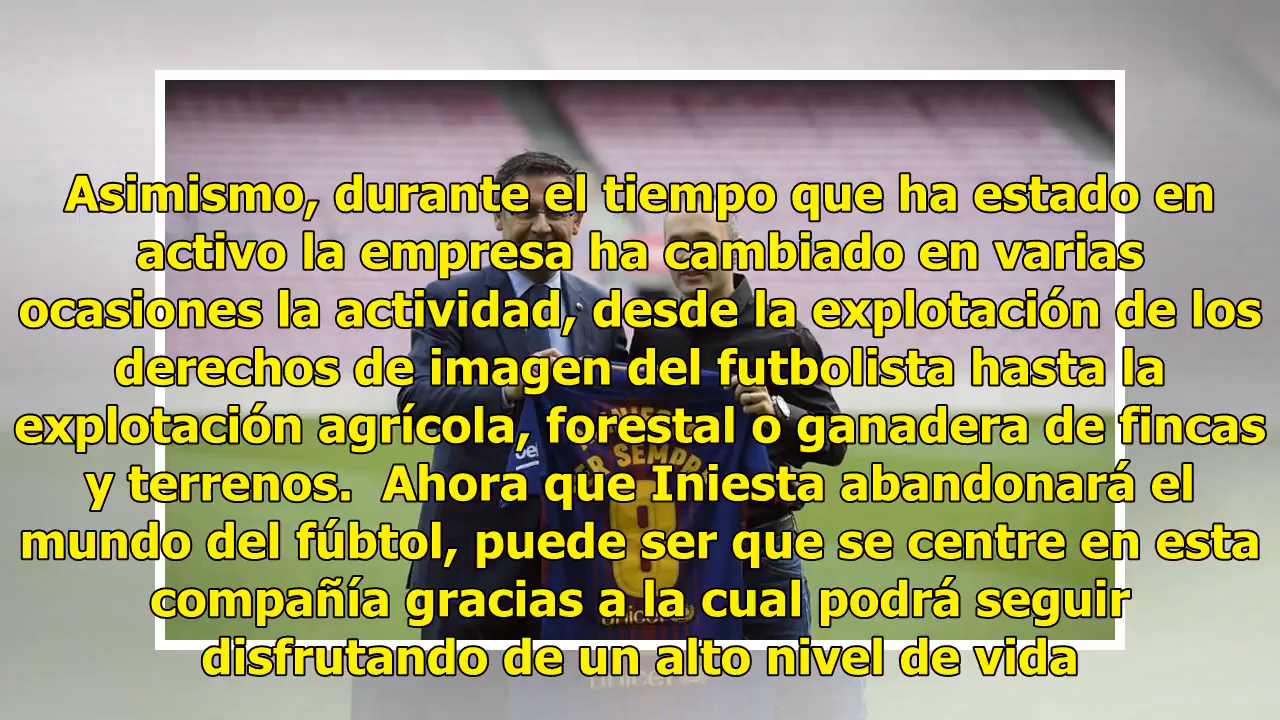 Asimismo, durante el tiempo que ha estado en
activo la empresa ha cambiado en varias
ocasiones la actividad, desde la explotación de los
derechos de imagen del futbolista hasta la
explotación agrícola, forestal o ganadera de fincas
y terrenos. Ahora que Iniesta abandonará el
mundo del fúbtol, puede ser que se centre en esta
compañía gracias a la cual podrá seguir
disfrutando de un alto nivel de vida
8
unicef